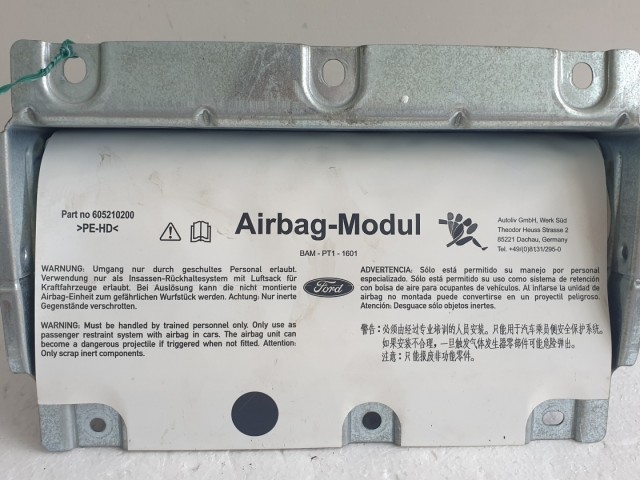 Part no 605210200
>PE-HD<
Airbag-Modul
BAM - PT1 - 1601
Autoliv GmbH, Werk Süd
Theodor Heuss Strasse 2
85221 Dachau, Germany
Tel. +49/(0)8131/295-0
WARNUNG: Umgang nur durch geschultes Personal erlaubt.
Verwendung nur als Insassen-Rückhaltesystem mit Luftsack für
Kraftfahrzeuge erlaubt. Bei Auslösung kann die nicht montierte
Airbag-Einheit zum gefährlichen Wurfstück werden. Achtung: Nur inerte
Gegenstände verschrotten.
WARNING: Must be handled by trained personnel only. Only use as
passenger restraint system with airbag in cars. The airbag unit can
become a dangerous projectile if triggered when not fitted. Attention:
Only scrap inert components.
Ford
ADVERTENCIA: Sólo está permitido su manejo por personal
especializado. Sólo está permitido su uso como sistema de retención
con bolsa de aire para ocupantes de vehículos. Al inflarse la unidad de
airbag no montada puede convertirse en un proyectil peligroso.
Atención: Desguace sólo objetos inertes.
警告：必须由经过专业培训的人员安装。只能用于汽车乘员侧安全保护系统。
如果安装不合理，一旦触发气体发生器零部件可能危险弹出。
注意：只能报废非功能零件。